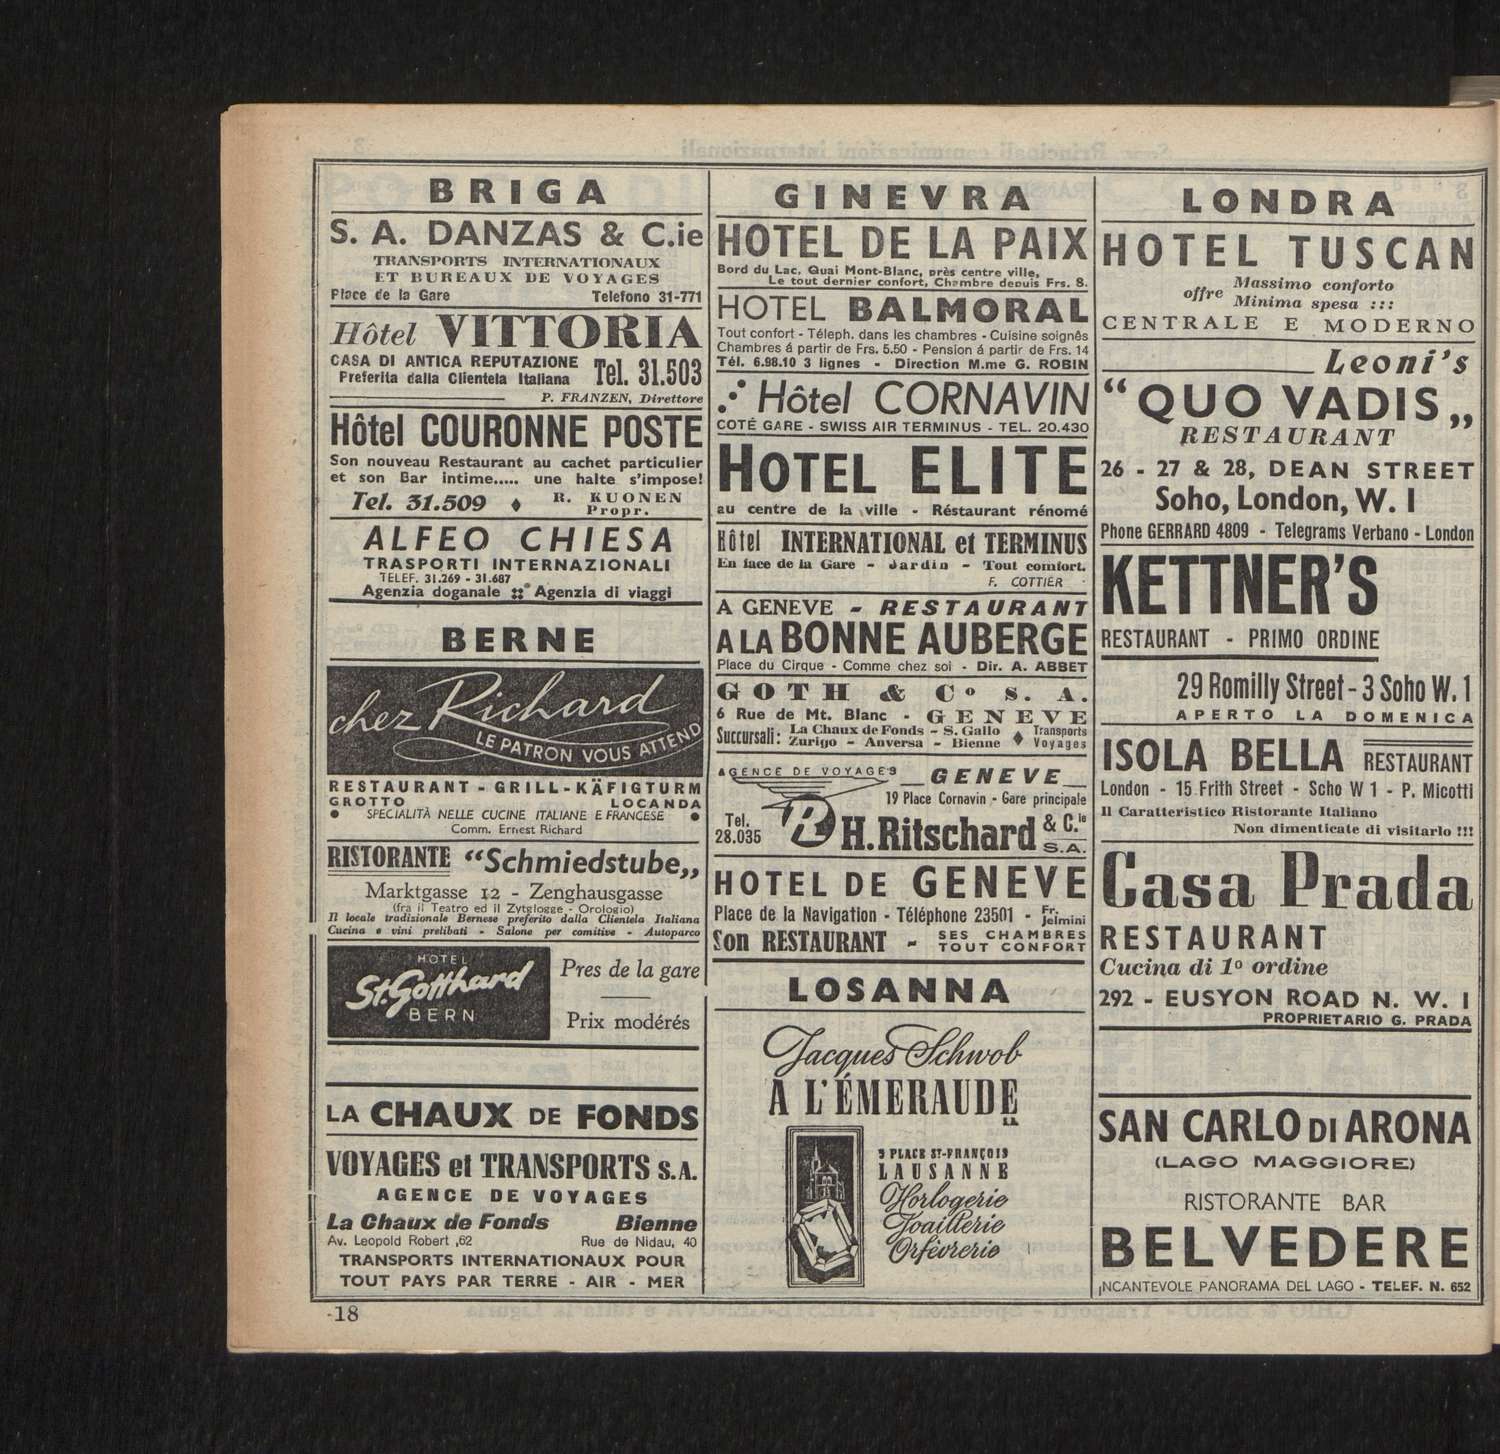 BRIGA
S. A. DANZAS & C.ie
TRANSPORTS INTERNATIONAUX
ET BUREAUX DE VOYAGES
Place de la Gare Telefono 31-771
Hôtel VITTORIA
CASA DI ANTICA REPUTAZIONE
Preferita dalla Clientela Italiana Tel. 31.503
P. FRANZEN, Direttore
Hôtel COURONNE POSTE
Son nouveau Restaurant au cachet particulier
et son Bar intime..... une halte s'impose!
Tel. 31.509 ♦ R. KUONEN
Propr.
ALFEO CHIESA
TRASPORTI INTERNAZIONALI
TELEF. 31.269 - 31.687
Agenzia doganale :: Agenzia di viaggi
BERNE
chez Richard
LE PATRON VOUS ATTEND
RESTAURANT - GRILL - KÄFIGTURM
GROTTO LOCANDA
● SPECIALITÀ NELLE CUCINE ITALIANE E FRANCESE ●
Comm. Ernest Richard
RISTORANTE “Schmiedstube„
Marktgasse 12 - Zenghausgasse
(fra il Teatro ed il Zytglogge - Orologio)
Il locale tradizionale Bernese preferito dalla Clientela Italiana
Cucina e vini prelibati - Salone per comitive - Autoparco
HOTEL
St. Gotthard
BERN
Pres de la gare
Prix modérés
LA CHAUX DE FONDS
VOYAGES et TRANSPORTS S.A.
AGENCE DE VOYAGES
La Chaux de Fonds Bienne
Av. Leopold Robert ,62 Rue de Nidau, 40
TRANSPORTS INTERNATIONAUX POUR
TOUT PAYS PAR TERRE - AIR - MER
GINEVRA
HOTEL DE LA PAIX
Bord du Lac, Quai Mont-Blanc, près centre ville,
Le tout dernier confort, Chambre depuis Frs. 8.
HOTEL BALMORAL
Tout confort - Téleph. dans les chambres - Cuisine soignês
Chambres á partir de Frs. 5.50 - Pension á partir de Frs. 14
Tél. 6.98.10 3 lignes - Direction M.me G. ROBIN
Hôtel CORNAVIN
COTÉ GARE - SWISS AIR TERMINUS - TEL. 20.430
HOTEL ELITE
au centre de la ville - Réstaurant rénomé
Hôtel INTERNATIONAL et TERMINUS
En face de la Gare - Jardin - Tout comfort.
F. COTTIER
A GENEVE - RESTAURANT
A LA BONNE AUBERGE
Place du Cirque - Comme chez soi - Dir. A. ABBET
GOTH & Co S. A.
6 Rue de Mt. Blanc - GENEVE
Succursali: La Chaux de Fonds - S. Gallo ♦ Transports
Zurigo - Anversa - Bienne Voyages
AGENCE DE VOYAGES GENEVE
19 Place Cornavin - Gare principale
Tel.
28.035 R H. Ritschard & C.ie
S.A.
HOTEL DE GENEVE
Place de la Navigation - Téléphone 23501 - Fr.
Jelmini
Son RESTAURANT - SES CHAMBRES
TOUT CONFORT
LOSANNA
Jacques Schwob
A L'ÉMERAUDE
S.A.
9 PLACE ST-FRANÇOIS
LAUSANNE
Horlogerie
Joaillerie
Orfèvrerie
LONDRA
HOTEL TUSCAN
offre Massimo conforto
Minima spesa :::
CENTRALE E MODERNO
Leoni's
“QUO VADIS„
RESTAURANT
26 - 27 & 28, DEAN STREET
Soho, London, W. 1
Phone GERRARD 4809 - Telegrams Verbano - London
KETTNER'S
RESTAURANT - PRIMO ORDINE
29 Romilly Street - 3 Soho W. 1
APERTO LA DOMENICA
ISOLA BELLA RESTAURANT
London - 15 Frith Street - Scho W 1 - P. Micotti
Il Caratteristico Ristorante Italiano
Non dimenticate di visitarlo !!!
Casa Prada
RESTAURANT
Cucina di 1º ordine
292 - EUSYON ROAD N. W. 1
PROPRIETARIO G. PRADA
SAN CARLO DI ARONA
(LAGO MAGGIORE)
RISTORANTE BAR
BELVEDERE
INCANTEVOLE PANORAMA DEL LAGO - TELEF. N. 652
18